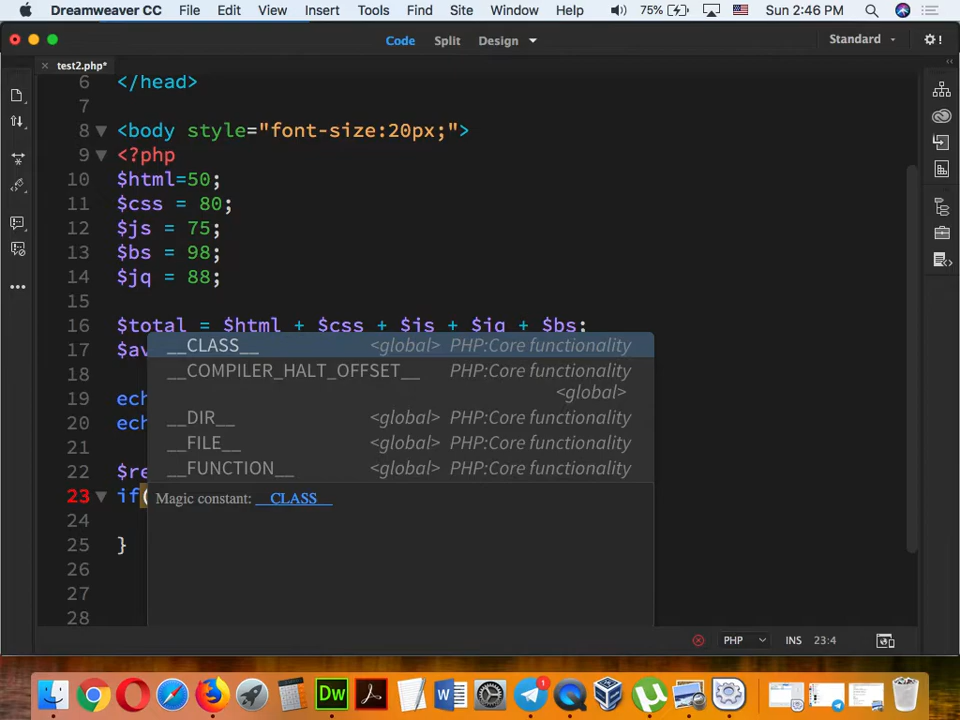 Dreamweaver CC File Edit View Insert Tools Find Site Window Help 75% Sun 2:46 PM
Code Split Design Standard !
× test2.php*
6 </head>
7
8 <body style="font-size:20px;">
9 <?php
10 $html=50;
11 $css = 80;
12 $js = 75;
13 $bs = 98;
14 $jq = 88;
15
16 $total = $html + $css + $js + $jq + $bs;
17 $av
__CLASS__ <global> PHP:Core functionality
__COMPILER_HALT_OFFSET__ PHP:Core functionality
<global>
18
19 ech
__DIR__ <global> PHP:Core functionality
20 ech
__FILE__ <global> PHP:Core functionality
21
__FUNCTION__ <global> PHP:Core functionality
22 $re
23 if(
Magic constant: __CLASS__
24
25 }
26
27
28
PHP INS 23:4
Dw W 1